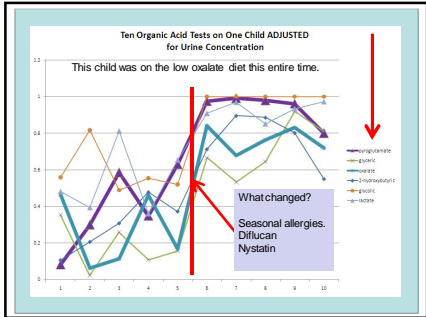 Ten Organic Acid Tests on One Child ADJUSTED
for Urine Concentration
This child was on the low oxalate diet this entire time.
1.2
1
0.8
0.6
0.4
0.2
0
1 2 3 4 5 6 7 8 9 10
What changed?
Seasonal allergies.
Diflucan
Nystatin
pyroglutamate
glyceric
oxalate
2-hydroxybutyric
glycolic
lactate